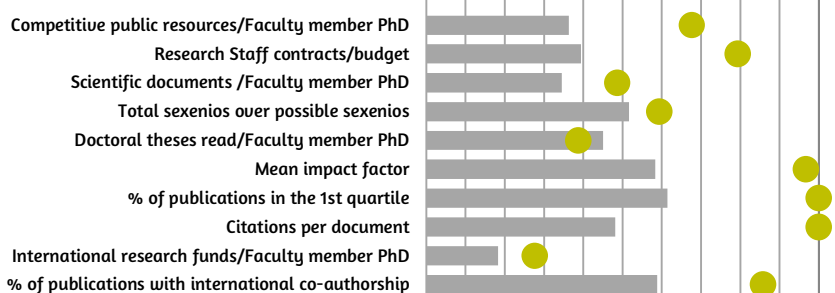 Competitive public resources/Faculty member PhD
Research Staff contracts/budget
Scientific documents /Faculty member PhD
Total sexenios over possible sexenios
Doctoral theses read/Faculty member PhD
Mean impact factor
% of publications in the 1st quartile
Citations per document
International research funds/Faculty member PhD
% of publications with international co-authorship